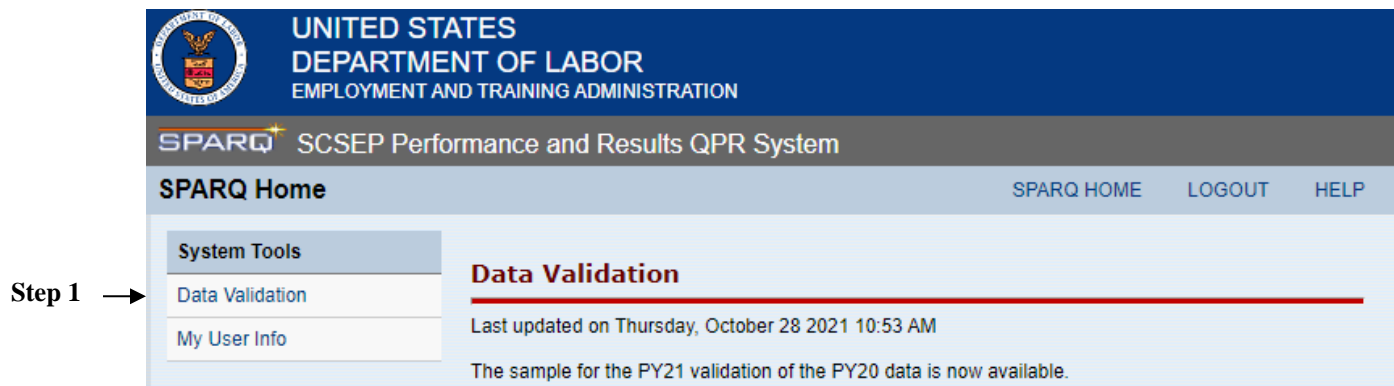 UNITED STATES
DEPARTMENT OF LABOR
EMPLOYMENT AND TRAINING ADMINISTRATION
SPARQ SCSEP Performance and Results QPR System
SPARQ Home SPARQ HOME LOGOUT HELP
System Tools
Step 1 Data Validation
My User Info
Data Validation
Last updated on Thursday, October 28 2021 10:53 AM
The sample for the PY21 validation of the PY20 data is now available.